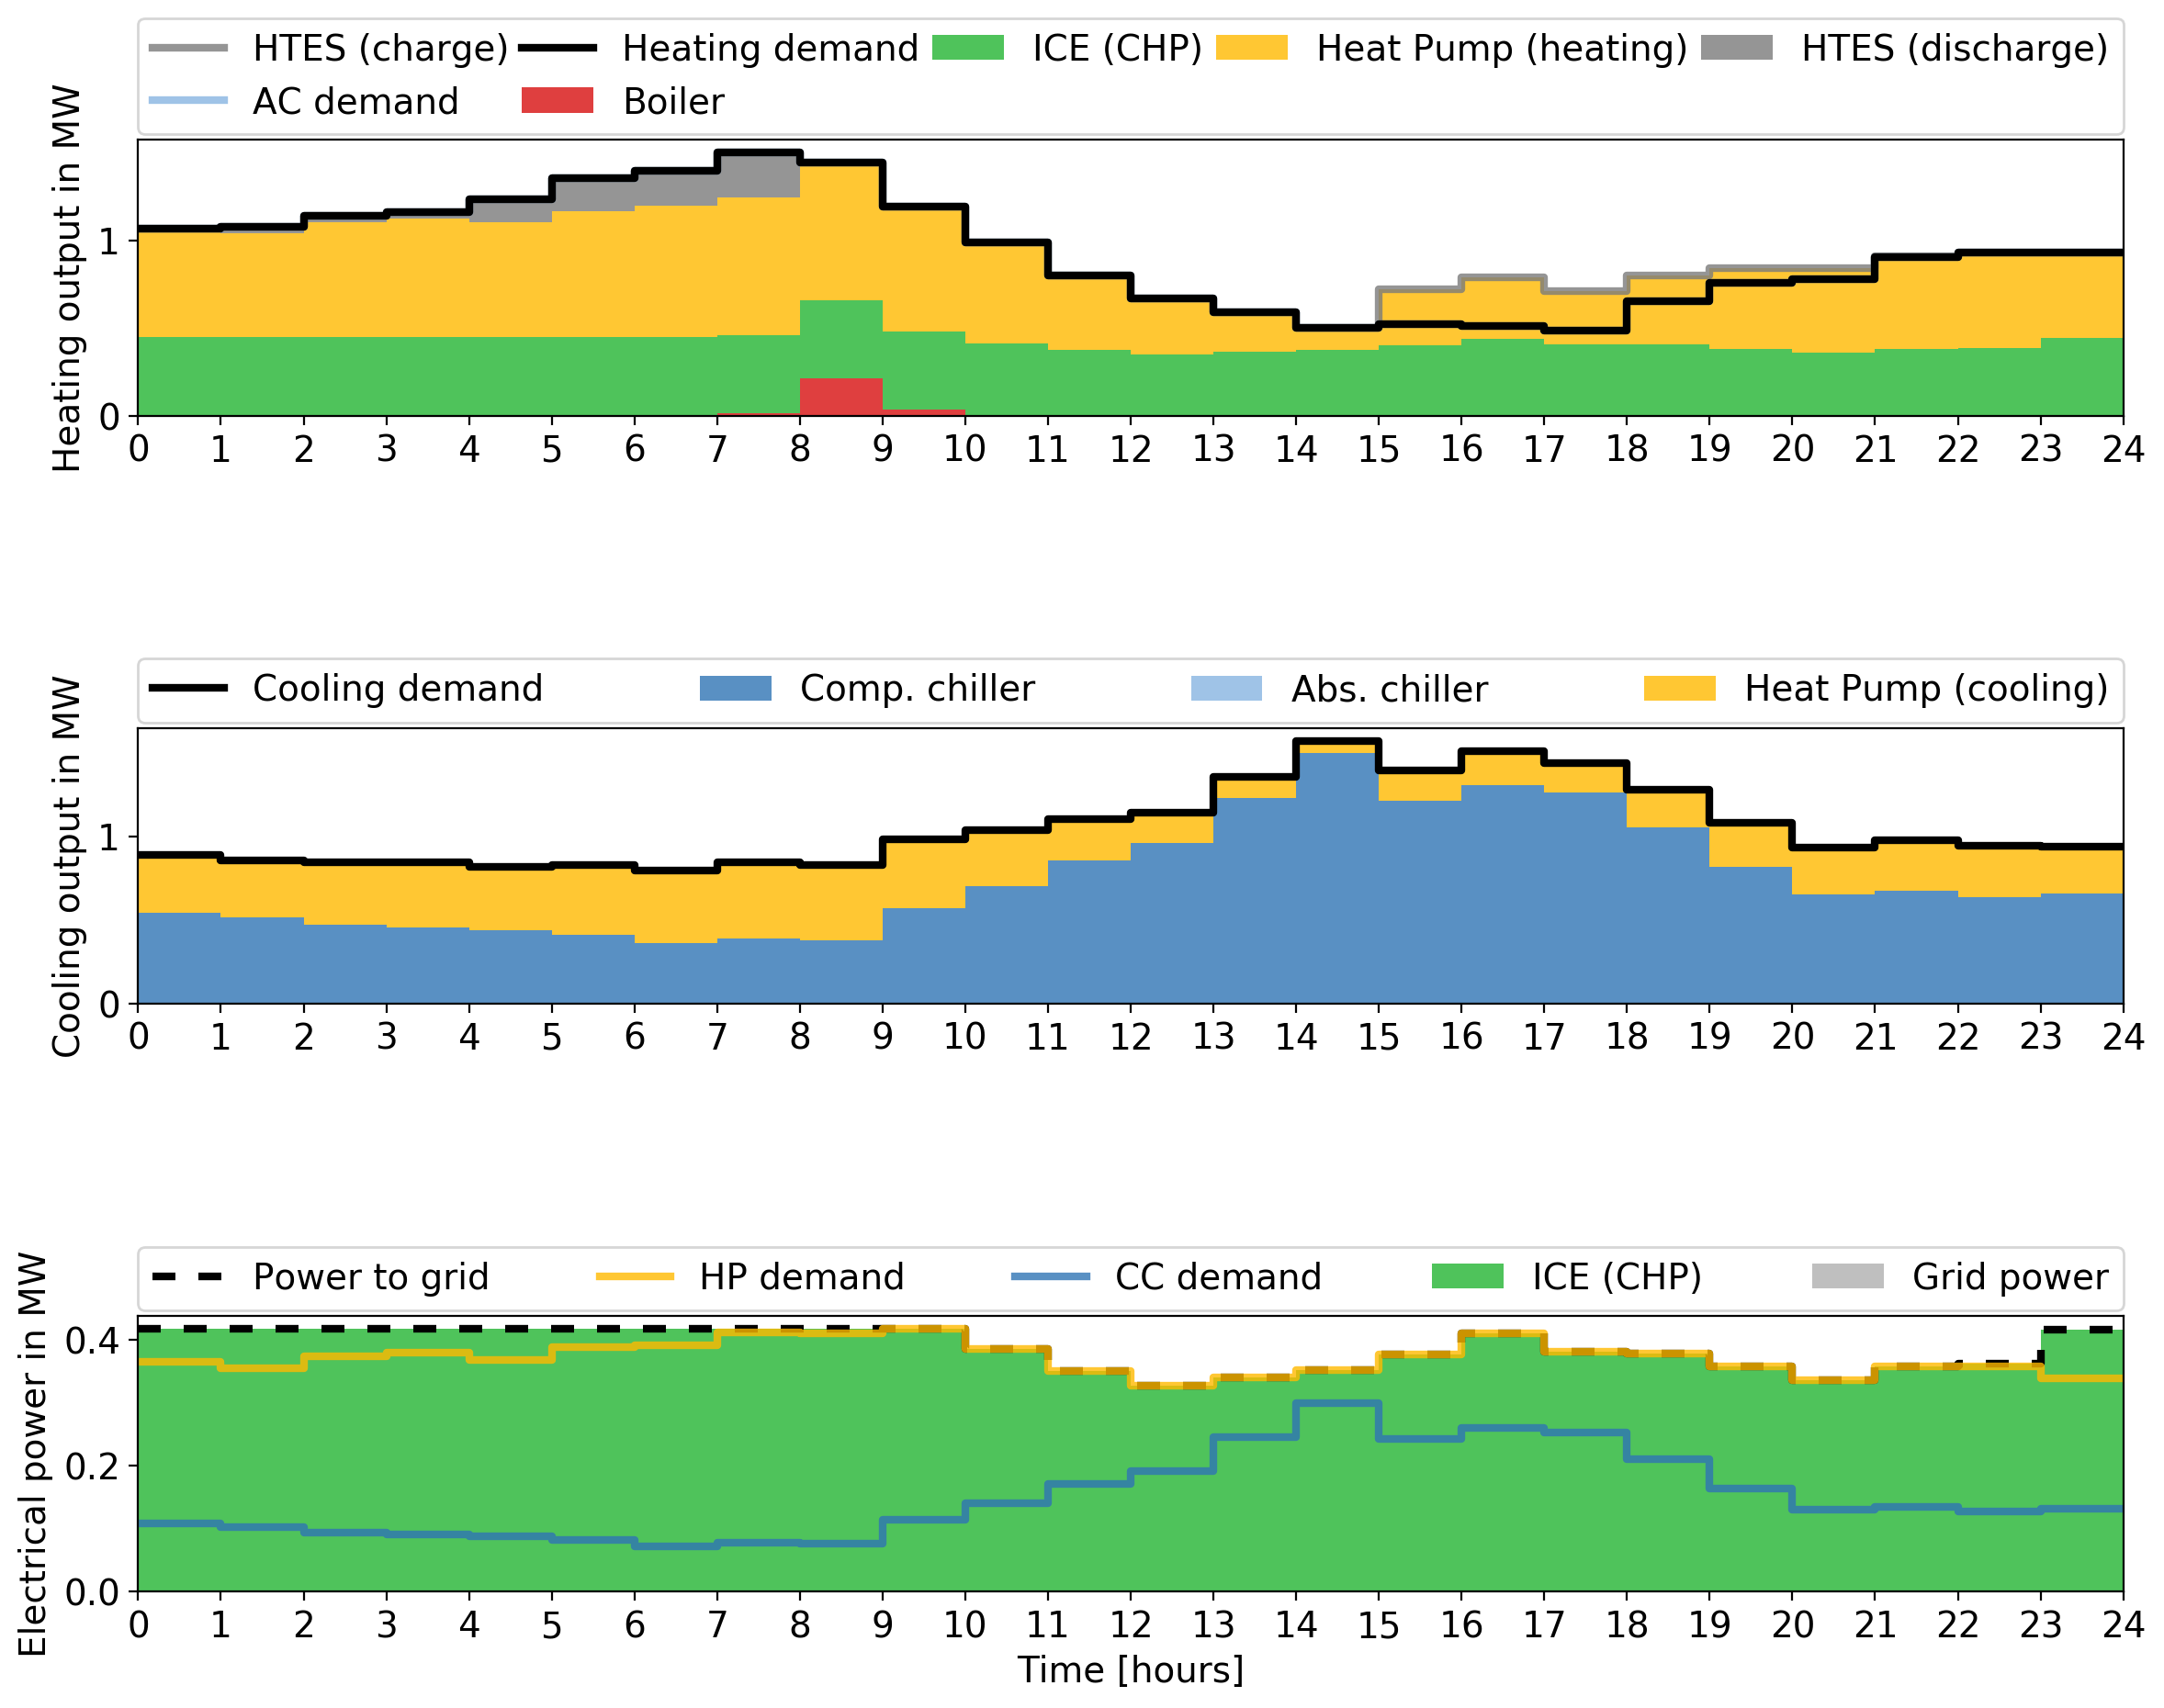 HTES (charge) Heating demand ICE (CHP) Heat Pump (heating) HTES (discharge)
AC demand Boiler
Heating output in MW
1
0
0 1 2 3 4 5 6 7 8 9 10 11 12 13 14 15 16 17 18 19 20 21 22 23 24
Cooling demand Comp. chiller Abs. chiller Heat Pump (cooling)
Cooling output in MW
1
0
0 1 2 3 4 5 6 7 8 9 10 11 12 13 14 15 16 17 18 19 20 21 22 23 24
Power to grid HP demand CC demand ICE (CHP) Grid power
Electrical power in MW
0.4
0.2
0.0
0 1 2 3 4 5 6 7 8 9 10 11 12 13 14 15 16 17 18 19 20 21 22 23 24
Time [hours]